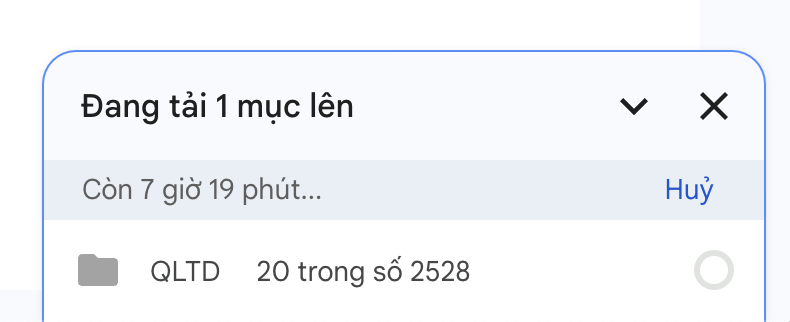 Đang tải 1 mục lên
Còn 7 giờ 19 phút... Huỷ
QLTD 20 trong số 2528